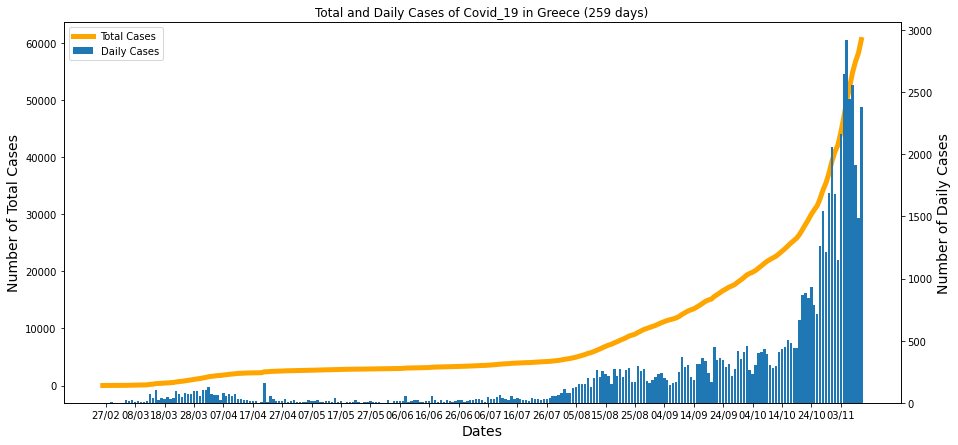 Total and Daily Cases of Covid_19 in Greece (259 days)
Total Cases
Daily Cases
Number of Total Cases
60000
50000
40000
30000
20000
10000
0
3000
2500
2000
1500
1000
500
0
Number of Daily Cases
27/02 08/03 18/03 28/03 07/04 17/04 27/04 07/05 17/05 27/05 06/06 16/06 26/06 06/07 16/07 26/07 05/08 15/08 25/08 04/09 14/09 24/09 04/10 14/10 24/10 03/11
Dates